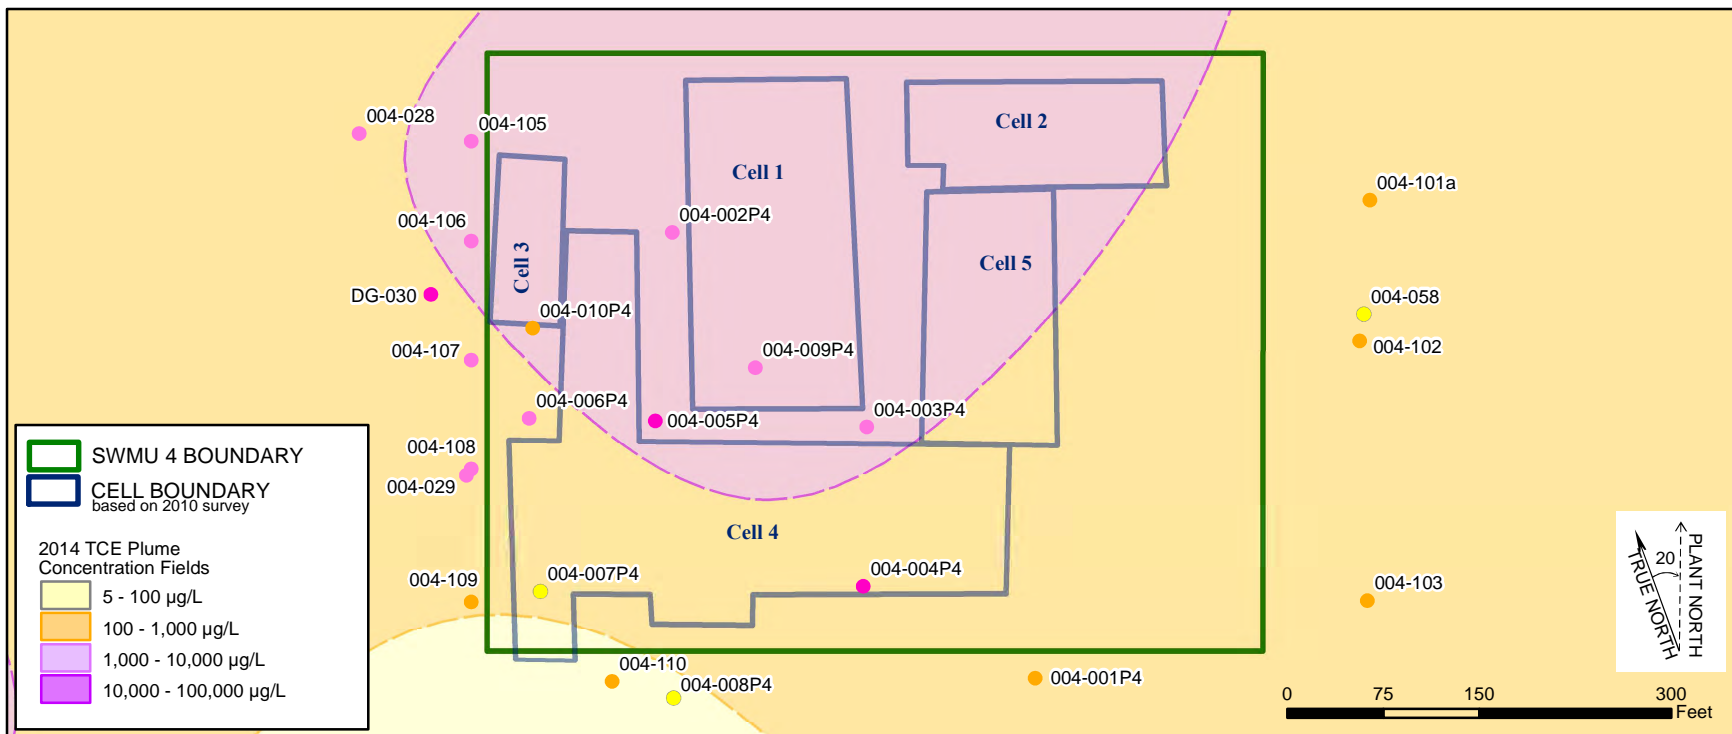 004-028
004-105
Cell 1
Cell 2
004-101a
004-106
004-002P4
Cell 3
Cell 5
DG-030
004-010P4
004-058
004-107
004-009P4
004-102
004-006P4
004-005P4
004-003P4
004-108
004-029
Cell 4
004-109
004-007P4
004-004P4
004-103
004-110
004-008P4
004-001P4
SWMU 4 BOUNDARY
CELL BOUNDARY
based on 2010 survey
2014 TCE Plume
Concentration Fields
5 - 100 µg/L
100 - 1,000 µg/L
1,000 - 10,000 µg/L
10,000 - 100,000 µg/L
20
TRUE NORTH
PLANT NORTH
0 75 150 300
Feet